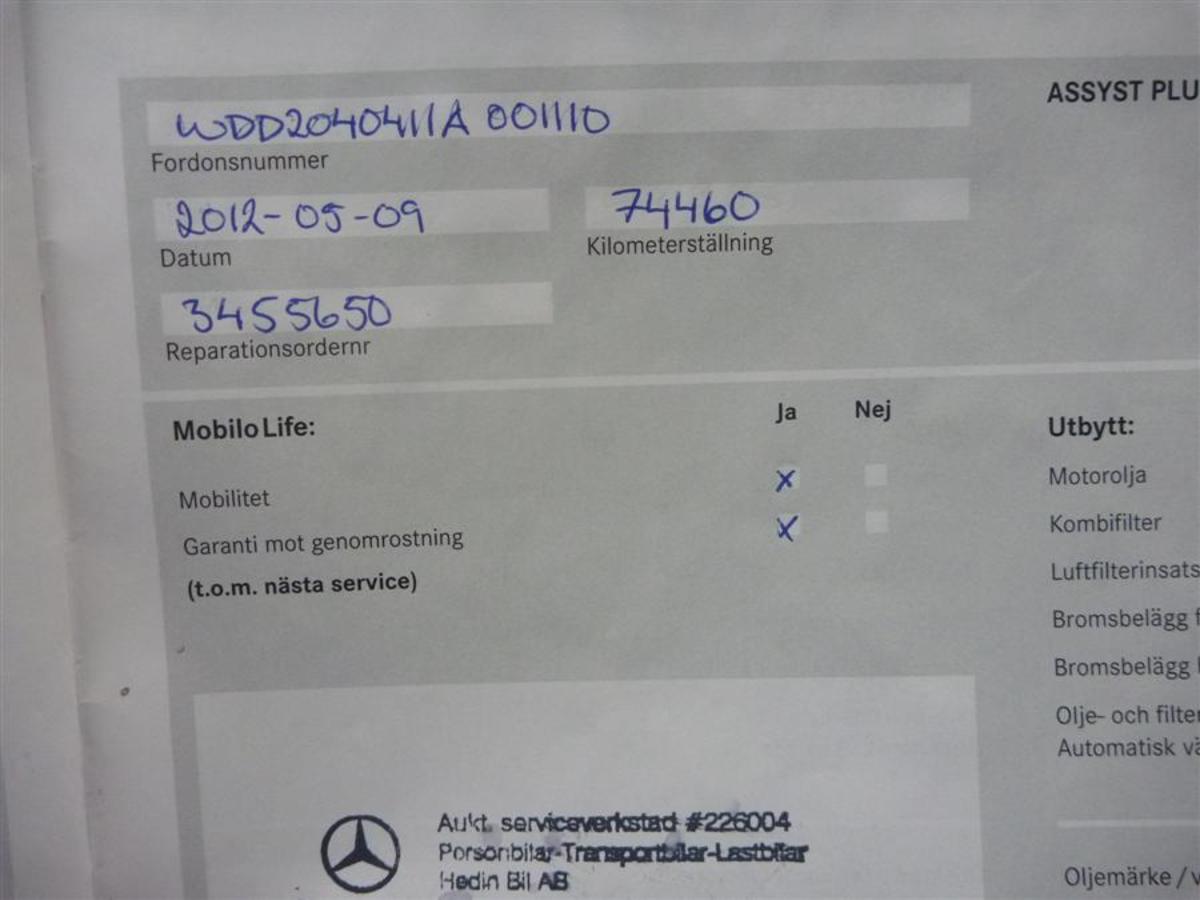 WDD2040411A 001110
Fordonsnummer
ASSYST PLU
2012-05-09
Datum
74460
Kilometerställning
3455650
Reparationsordernr
Mobilo Life:
Ja
Nej
Mobilitet
X
Garanti mot genomrostning
X
(t.o.m. nästa service)
Utbytt:
Motorolja
Kombifilter
Luftfilterinsats
Bromsbelägg f
Bromsbelägg
Olje- och filter
Automatisk vä
Aukt. serviceverkstad #226004
Personbilar-Transportbilar-Lastbilar
Hedin Bil AB
Oljemärke / v